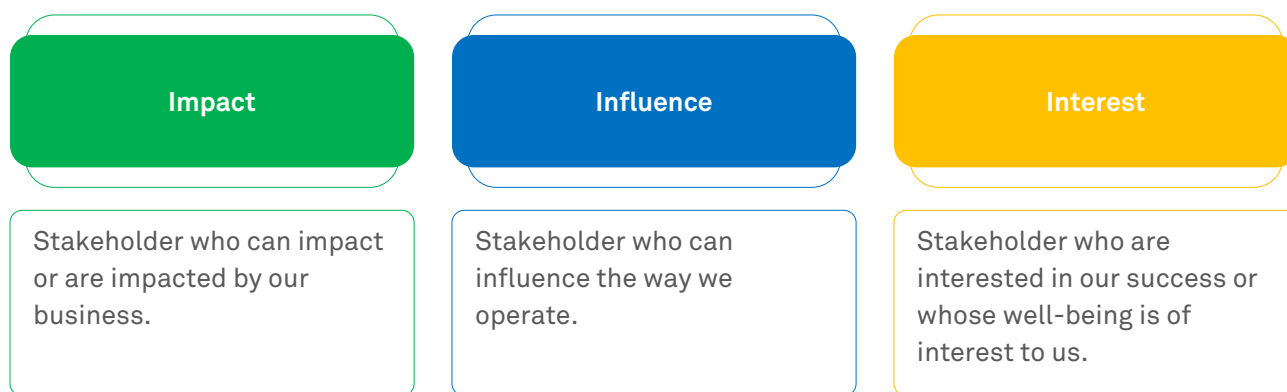 Impact
Stakeholder who can impact
or are impacted by our
business.
Influence
Stakeholder who can
influence the way we
operate.
Interest
Stakeholder who are
interested in our success or
whose well-being is of
interest to us.